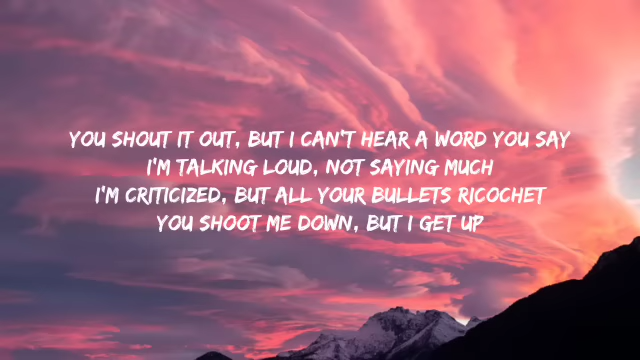 YOU SHOUT IT OUT, BUT I CAN'T HEAR A WORD YOU SAY
I'M TALKING LOUD, NOT SAYING MUCH
I'M CRITICIZED, BUT ALL YOUR BULLETS RICOCHET
YOU SHOOT ME DOWN, BUT I GET UP